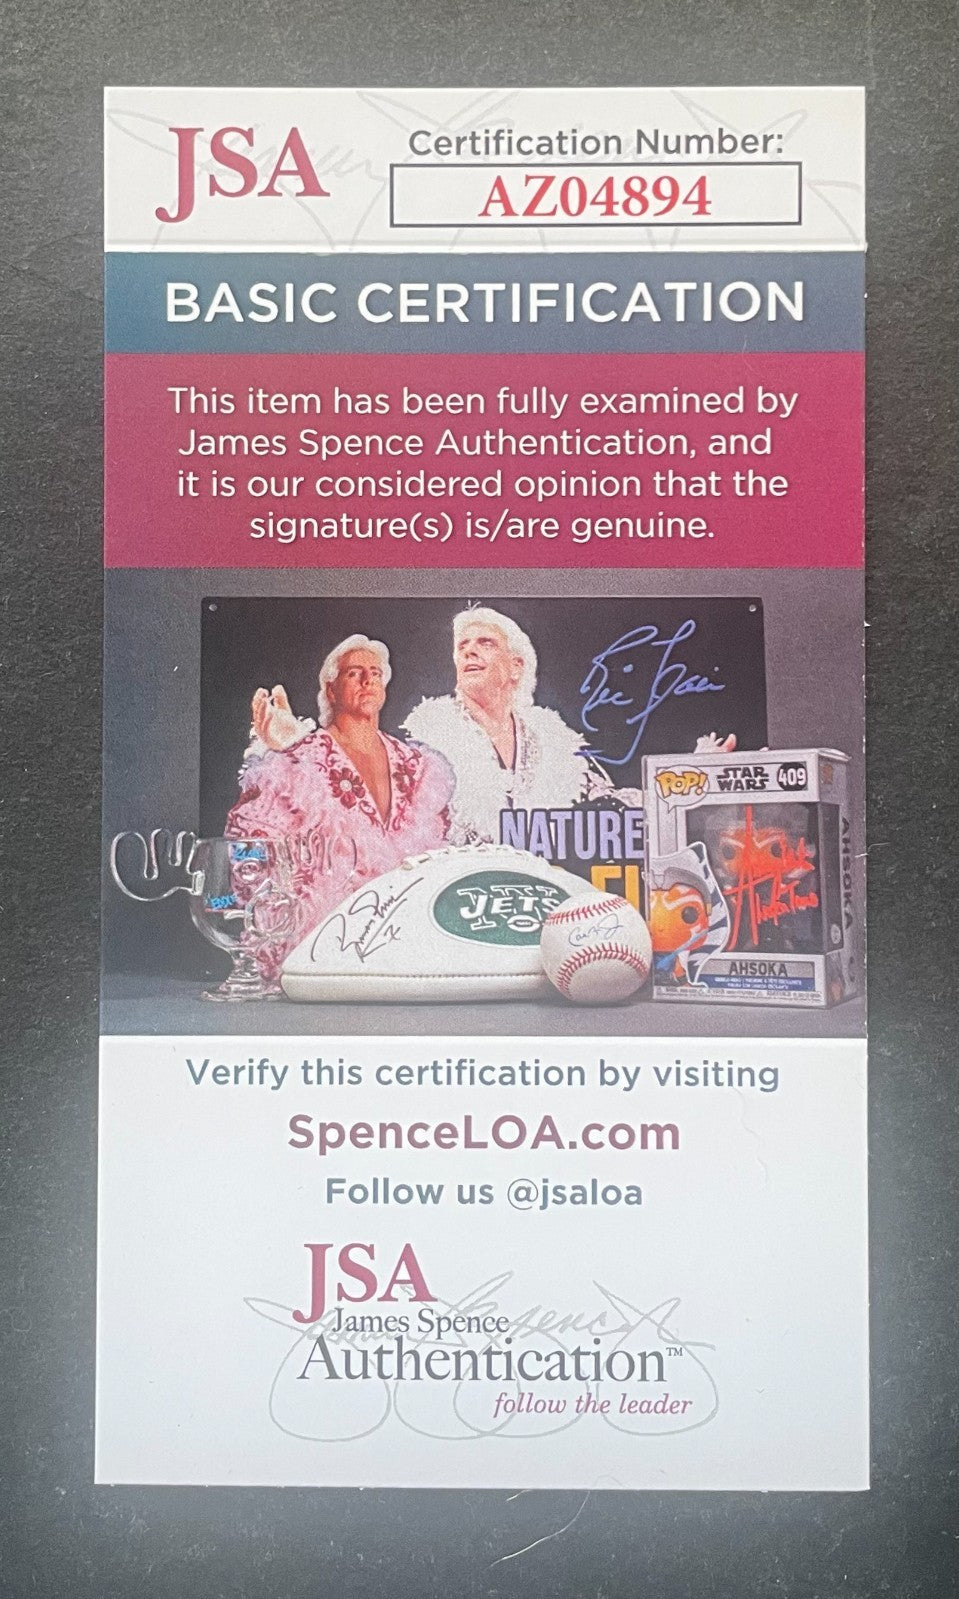 JSA
Certification Number:
AZ04894
BASIC CERTIFICATION
This item has been fully examined by
James Spence Authentication, and
it is our considered opinion that the
signature(s) is/are genuine.
Ric Flair
POP! STAR WARS 409
NATURE
JETS
AHSOKA
AHSOKA
Verify this certification by visiting
SpenceLOA.com
Follow us @jsaloa
JSA
James Spence
Authentication™
follow the leader